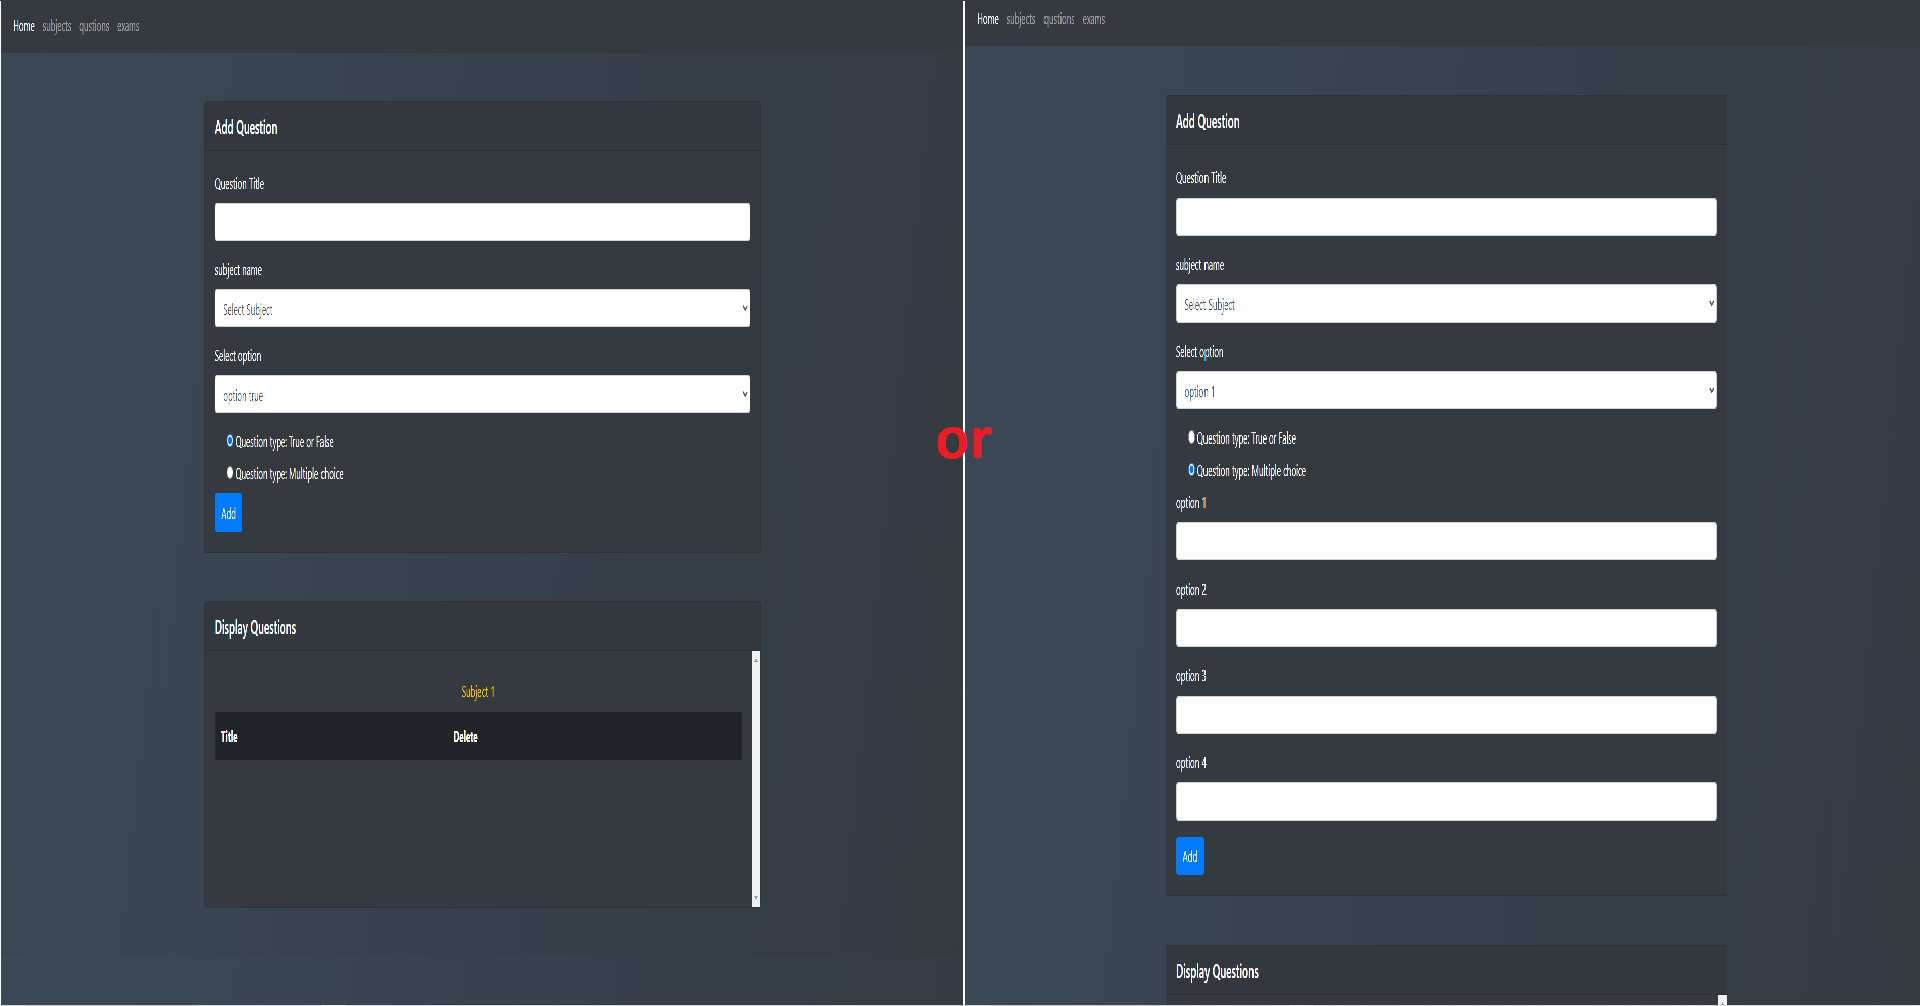 Home subjects qustions exams
Add Question
Question Title
subject name
Select Subject
Select option
option true
Question type: True or False
Question type: Multiple choice
Add
Display Questions
Subject 1
Title Delete
or
Home subjects qustions exams
Add Question
Question Title
subject name
Select Subject
Select option
option 1
Question type: True or False
Question type: Multiple choice
option 1
option 2
option 3
option 4
Add
Display Questions